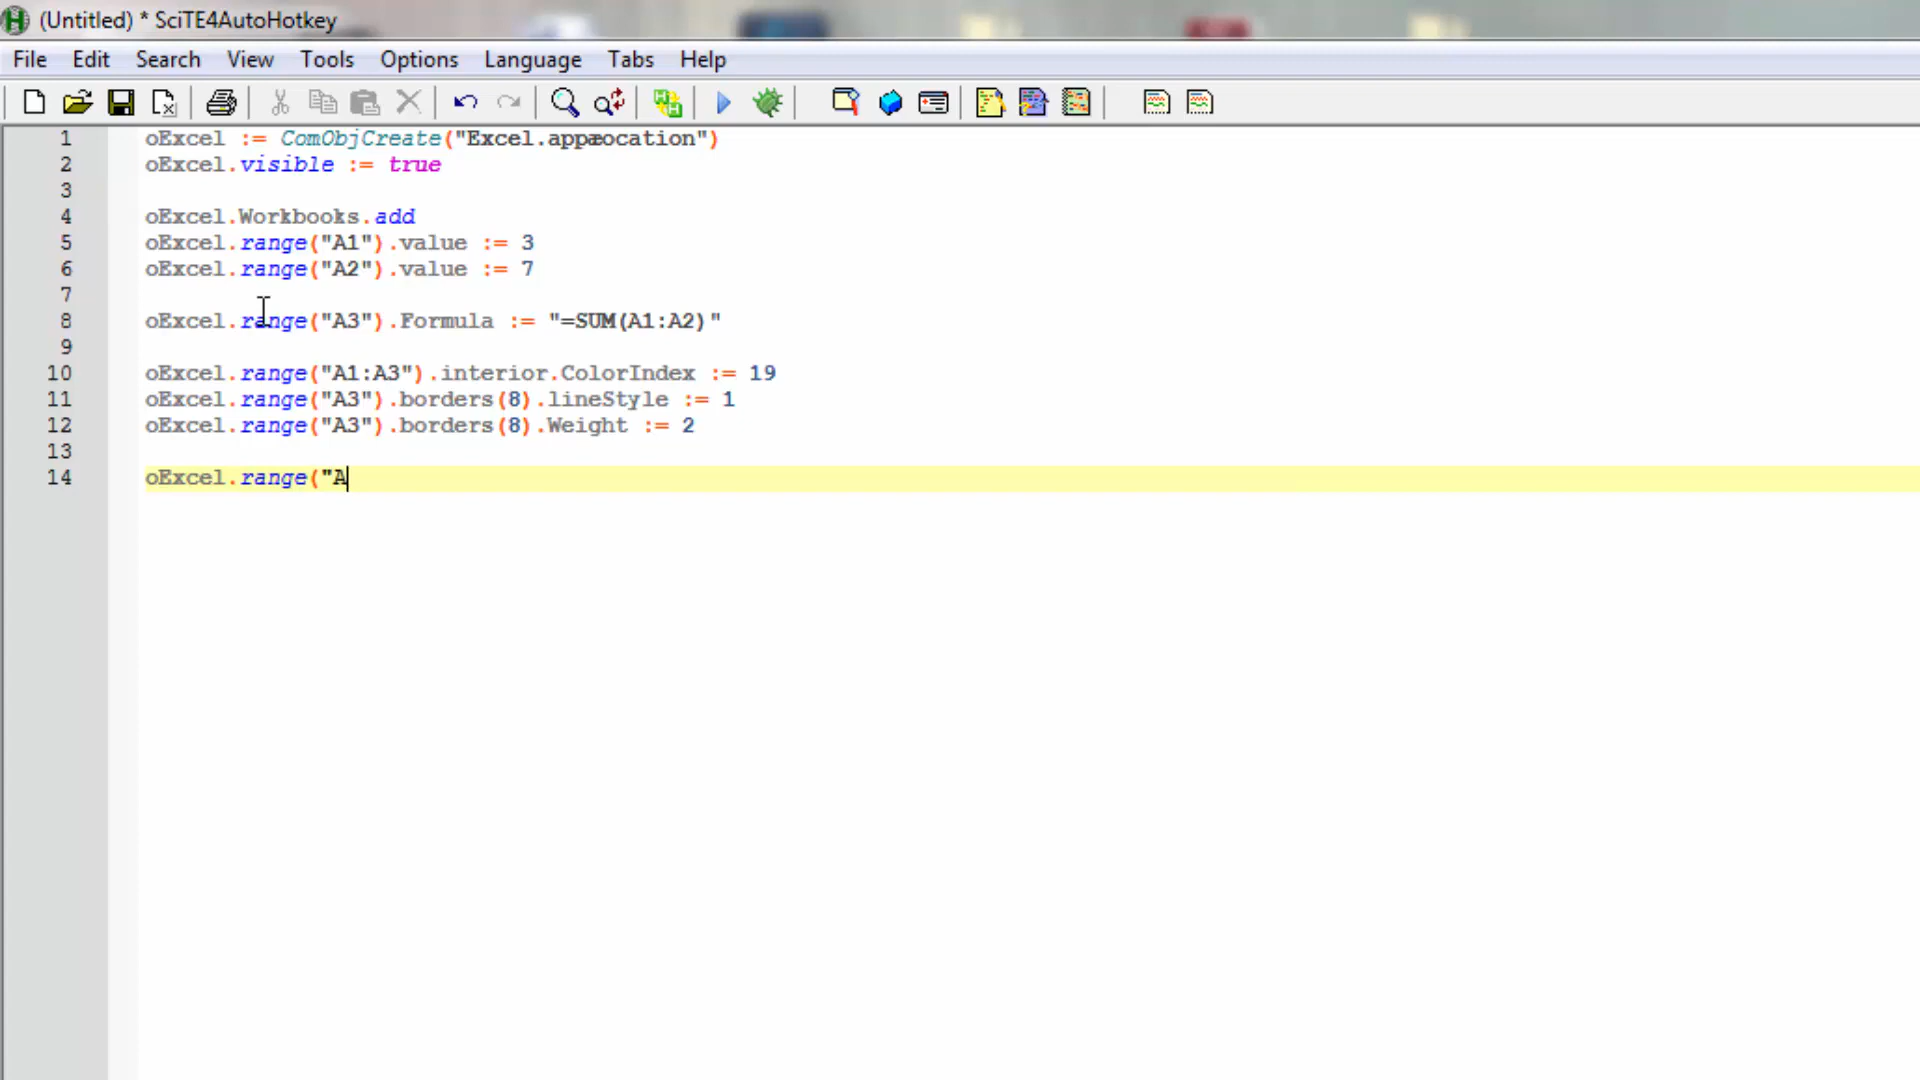 (Untitled) * SciTE4AutoHotkey
File Edit Search View Tools Options Language Tabs Help
1 oExcel := ComObjCreate("Excel.appæocation")
2 oExcel.visible := true
3
4 oExcel.Workbooks.add
5 oExcel.range("A1").value := 3
6 oExcel.range("A2").value := 7
7
8 oExcel.range("A3").Formula := "=SUM(A1:A2)"
9
10 oExcel.range("A1:A3").interior.ColorIndex := 19
11 oExcel.range("A3").borders(8).lineStyle := 1
12 oExcel.range("A3").borders(8).Weight := 2
13
14 oExcel.range("A